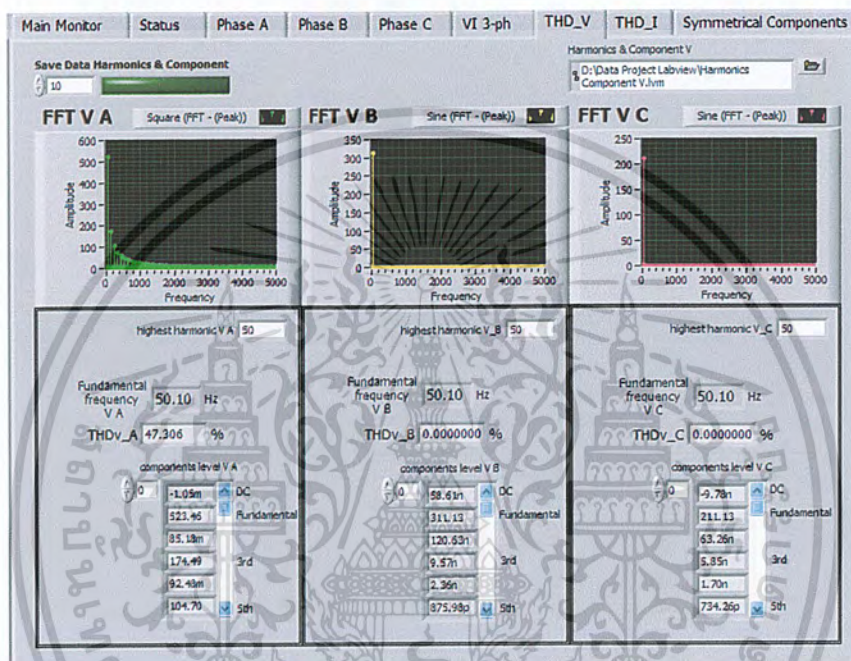 Main Monitor Status Phase A Phase B Phase C VI 3-ph THD_V THD_I Symmetrical Components
Save Data Harmonics & Component
10
Harmonics & Component V
D:\Data Project Labview\Harmonics
Component V.lvm
FFT V A Square (FFT - (Peak))
FFT V B Sine (FFT - (Peak))
FFT V C Sine (FFT - (Peak))
Amplitude
600
500
400
300
200
100
0
0 1000 2000 3000 4000 5000
Frequency
Amplitude
350
300
250
200
150
100
50
0
0 1000 2000 3000 4000 5000
Frequency
Amplitude
250
200
150
100
50
0
0 1000 2000 3000 4000 5000
Frequency
highest harmonic V A 50
Fundamental
frequency
V A
50.10 Hz
THDv_A 47.306 %
components level V A
0
-1.05m DC
523.46 Fundamental
85.18m
174.49 3rd
92.43m
104.70 5th
highest harmonic V_B 50
Fundamental
frequency
V B
50.10 Hz
THDv_B 0.0000000 %
components level V B
0
58.61n DC
311.13 Fundamental
120.63n
9.57n 3rd
2.36n
875.98p 5th
highest harmonic V_C 50
Fundamental
frequency
V C
50.10 Hz
THDv_C 0.0000000 %
components level V C
0
-9.78n DC
211.13 Fundamental
63.26n
5.85n 3rd
1.70n
734.26p 5th